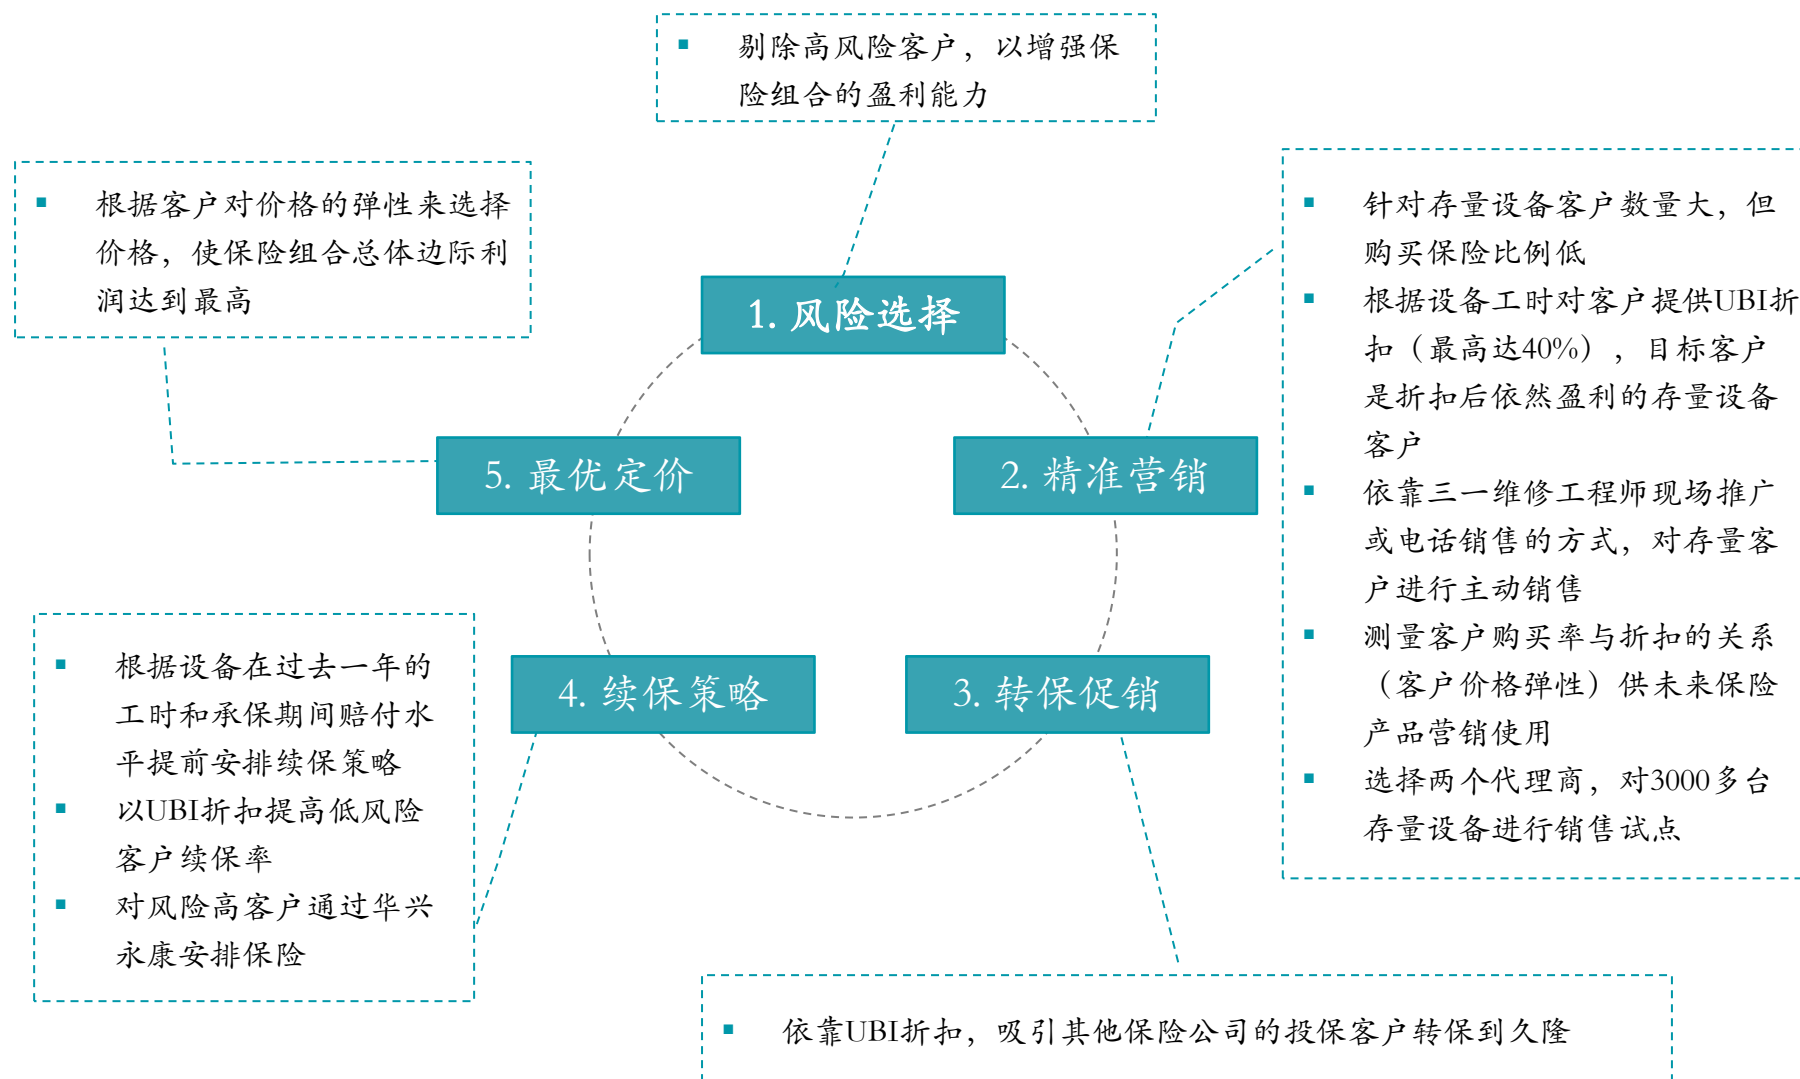 剔除高风险客户，以增强保
险组合的盈利能力
根据客户对价格的弹性来选择
价格，使保险组合总体边际利
润达到最高
1. 风险选择
5. 最优定价
2. 精准营销
4. 续保策略
3. 转保促销
针对存量设备客户数量大，但
购买保险比例低
根据设备工时对客户提供UBI折
扣（最高达40%），目标客户
是折扣后依然盈利的存量设备
客户
依靠三一维修工程师现场推广
或电话销售的方式，对存量客
户进行主动销售
测量客户购买率与折扣的关系
（客户价格弹性）供未来保险
产品营销使用
选择两个代理商，对3000多台
存量设备进行销售试点
根据设备在过去一年的
工时和承保期间赔付水
平提前安排续保策略
以UBI折扣提高低风险
客户续保率
对风险高客户通过华兴
永康安排保险
依靠UBI折扣，吸引其他保险公司的投保客户转保到久隆